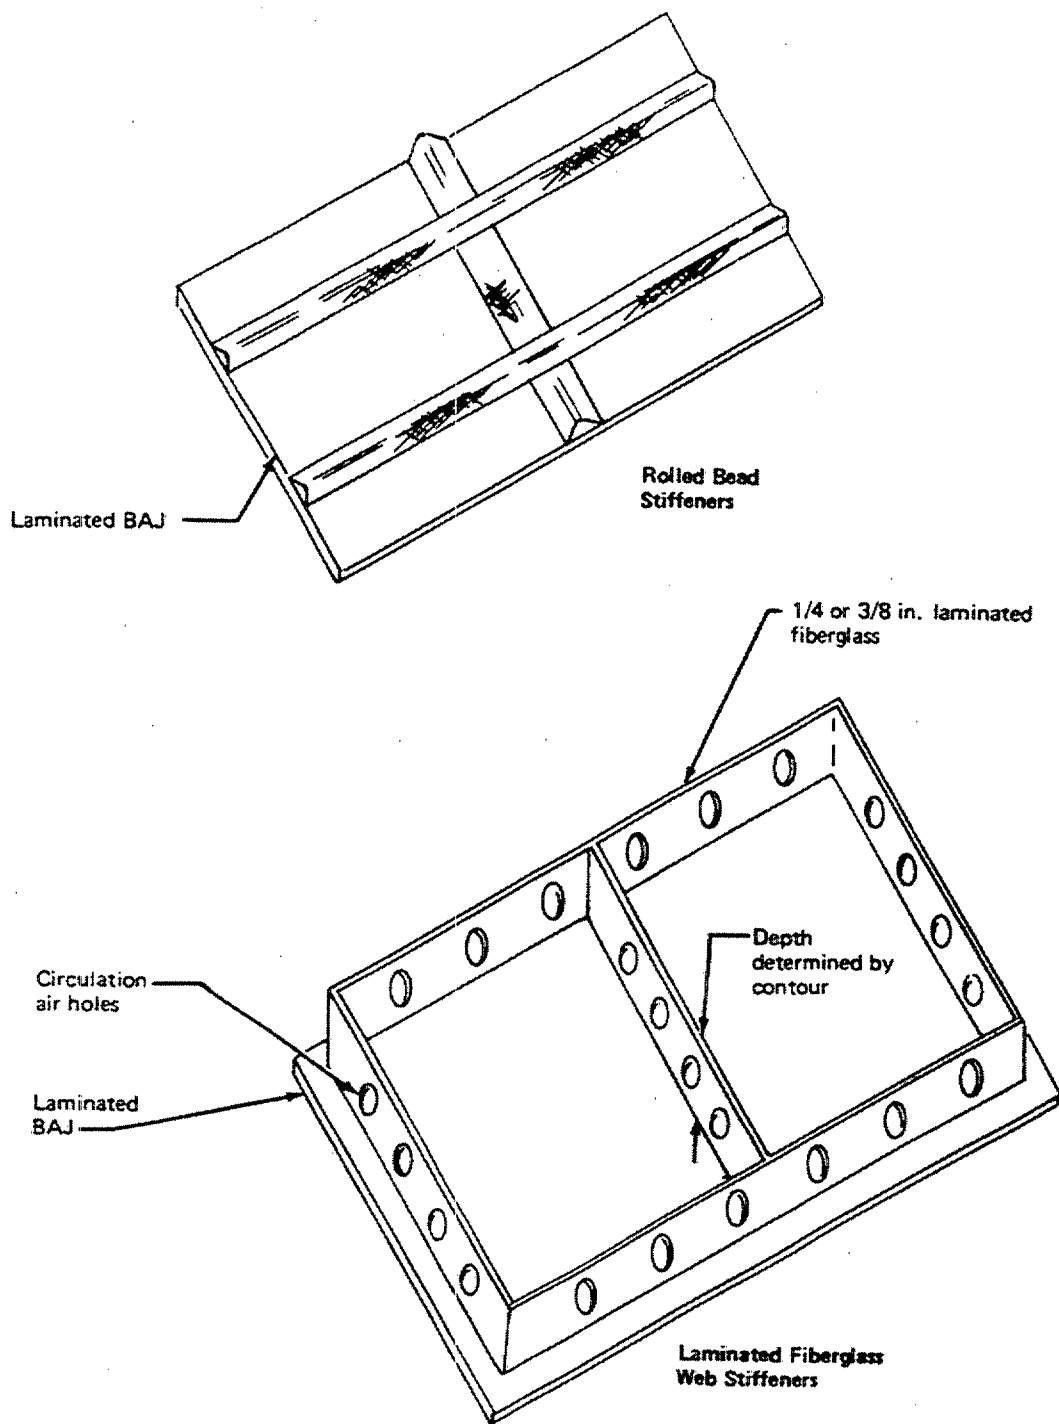 Rolled Bead
Stiffeners
Laminated BAJ
1/4 or 3/8 in. laminated
fiberglass
Depth
determined by
contour
Circulation
air holes
Laminated
BAJ
Laminated Fiberglass
Web Stiffeners